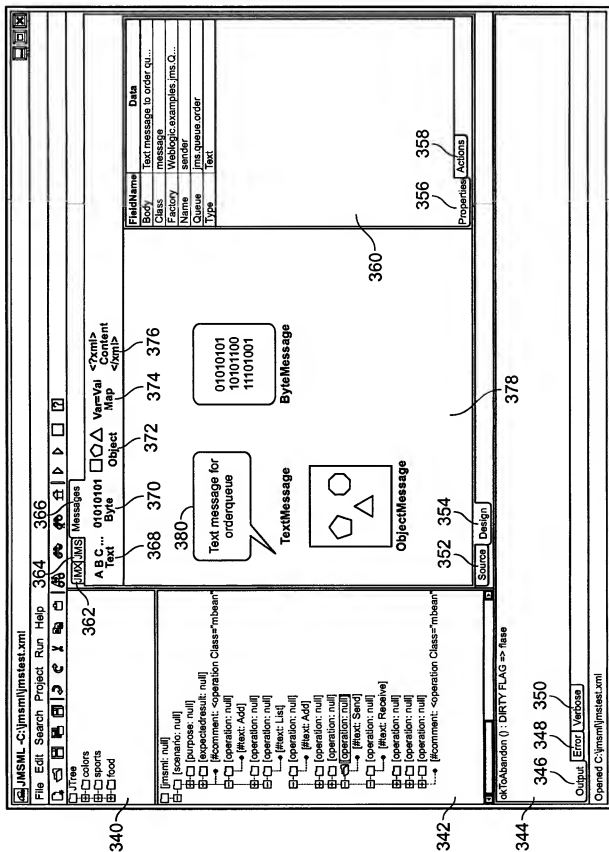 JMSML -C:\jmsml\jmstest.xml
File Edit Search Project Run Help
JTree
colors
sports
food
340
[jmsml: null]
[scenario: null]
[purpose: null]
[expectedresult: null]
[#comment: <operation Class="mbean"
[operation: null]
[#text: Add]
[operation: null]
[operation: null]
[#text: List]
[operation: null]
[#text: Add]
[operation: null]
[operation: null]
[#text: Send]
[operation: null]
[#text: Receive]
[operation: null]
[operation: null]
[operation: null]
[#comment: <operation Class="mbean"
342
362
364
366
JMX JMS Messages
A B C ...
Text
368
01010101
Byte
370
Object
372
Var=Val
Map
374
<?xml>
Content
</xml>
376
380
Text message for
orderqueue
TextMessage
01010101
10101100
11101001
ByteMessage
ObjectMessage
378
352
354
Source Design
FieldName Data
Body Text message to order qu...
Class message
Factory Weblogic.examples.jms.Q...
Name sender
Queue jms.queue.order
Type Text
360
356
358
Properties Actions
okToAbandon () : DIRTY FLAG => flase
344
346
348
350
Output Error Verbose
Opened C:\jmsml\jmstest.xml